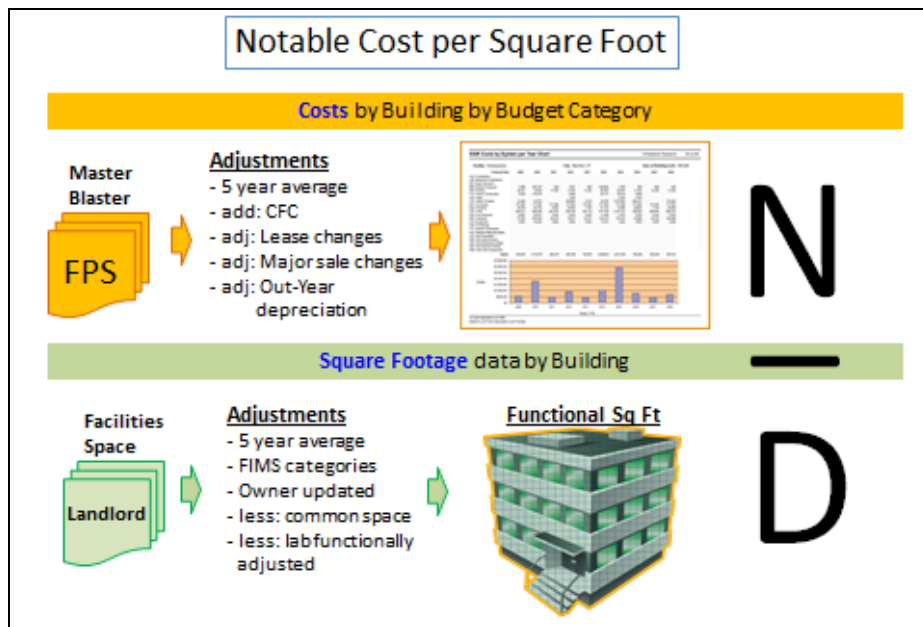 Notable Cost per Square Foot
Costs by Building by Budget Category
Master
Blaster
FPS
Adjustments
- 5 year average
- add: CFC
- adj: Lease changes
- adj: Major sale changes
- adj: Out-Year
depreciation
N
Square Footage data by Building
Facilities
Space
Landlord
Adjustments
- 5 year average
- FIMS categories
- Owner updated
- less: common space
- less: lab functionally
adjusted
Functional Sq Ft
D